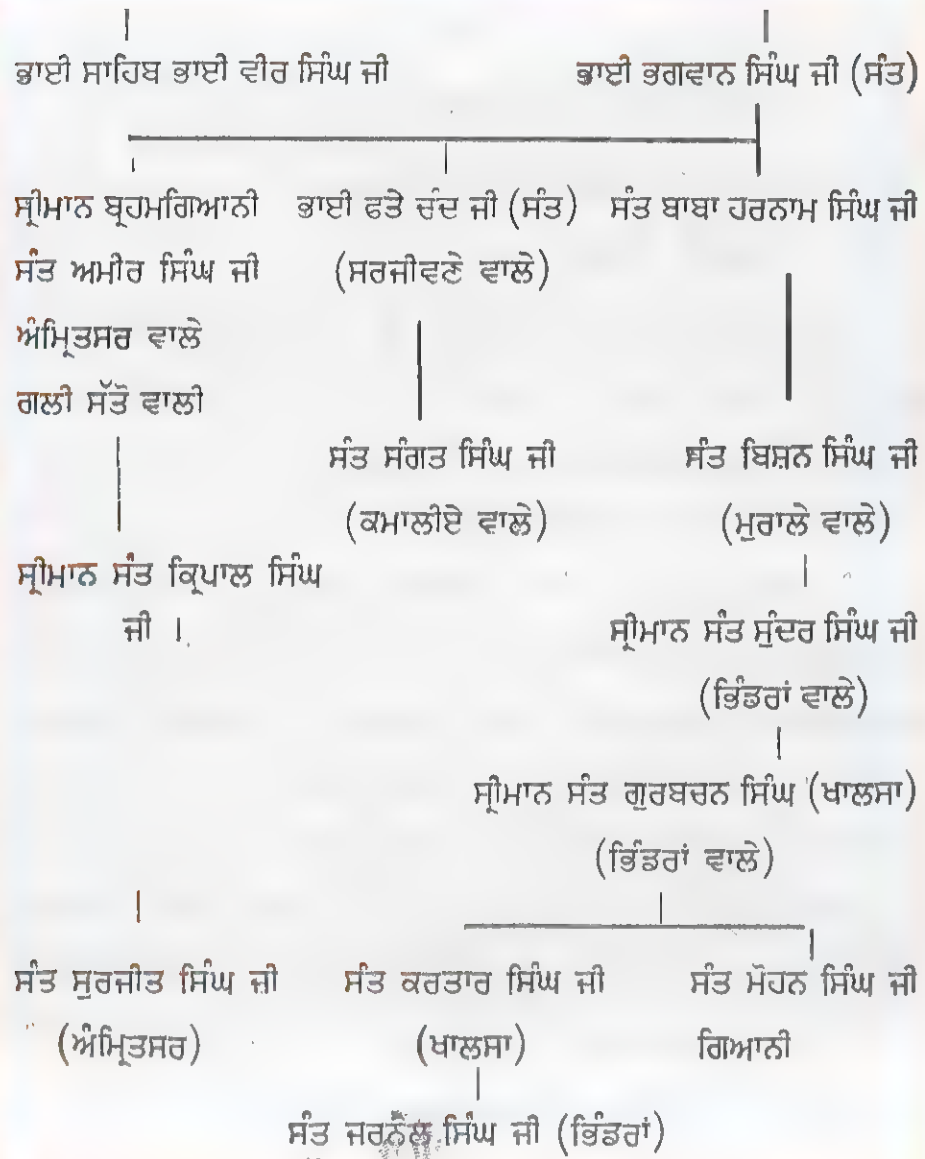 ਭਾਈ ਸਾਹਿਬ ਭਾਈ ਵੀਰ ਸਿੰਘ ਜੀ ਭਾਈ ਭਗਵਾਨ ਸਿੰਘ ਜੀ (ਸੰਤ)
ਸ੍ਰੀਮਾਨ ਬ੍ਰਹਮਗਿਆਨੀ ਭਾਈ ਫਤੇ ਚੰਦ ਜੀ (ਸੰਤ) ਸੰਤ ਬਾਬਾ ਹਰਨਾਮ ਸਿੰਘ ਜੀ
ਸੰਤ ਅਮੀਰ ਸਿੰਘ ਜੀ (ਸਰਜੀਵਣੇ ਵਾਲੇ)
ਅੰਮ੍ਰਿਤਸਰ ਵਾਲੇ
ਗਲੀ ਸੱਤੋ ਵਾਲੀ
ਸੰਤ ਸੰਗਤ ਸਿੰਘ ਜੀ ਸੰਤ ਬਿਸ਼ਨ ਸਿੰਘ ਜੀ
(ਕਮਾਲੀਏ ਵਾਲੇ) (ਮੁਰਾਲੇ ਵਾਲੇ)
ਸ੍ਰੀਮਾਨ ਸੰਤ ਕ੍ਰਿਪਾਲ ਸਿੰਘ
ਜੀ ।
ਸ੍ਰੀਮਾਨ ਸੰਤ ਸੁੰਦਰ ਸਿੰਘ ਜੀ
(ਭਿੰਡਰਾਂ ਵਾਲੇ)
ਸ੍ਰੀਮਾਨ ਸੰਤ ਗੁਰਬਚਨ ਸਿੰਘ (ਖਾਲਸਾ)
(ਭਿੰਡਰਾਂ ਵਾਲੇ)
ਸੰਤ ਸੁਰਜੀਤ ਸਿੰਘ ਜੀ ਸੰਤ ਕਰਤਾਰ ਸਿੰਘ ਜੀ ਸੰਤ ਮੋਹਨ ਸਿੰਘ ਜੀ
(ਅੰਮ੍ਰਿਤਸਰ) (ਖਾਲਸਾ) ਗਿਆਨੀ
ਸੰਤ ਜਰਨੈਲ ਸਿੰਘ ਜੀ (ਭਿੰਡਰਾਂ)